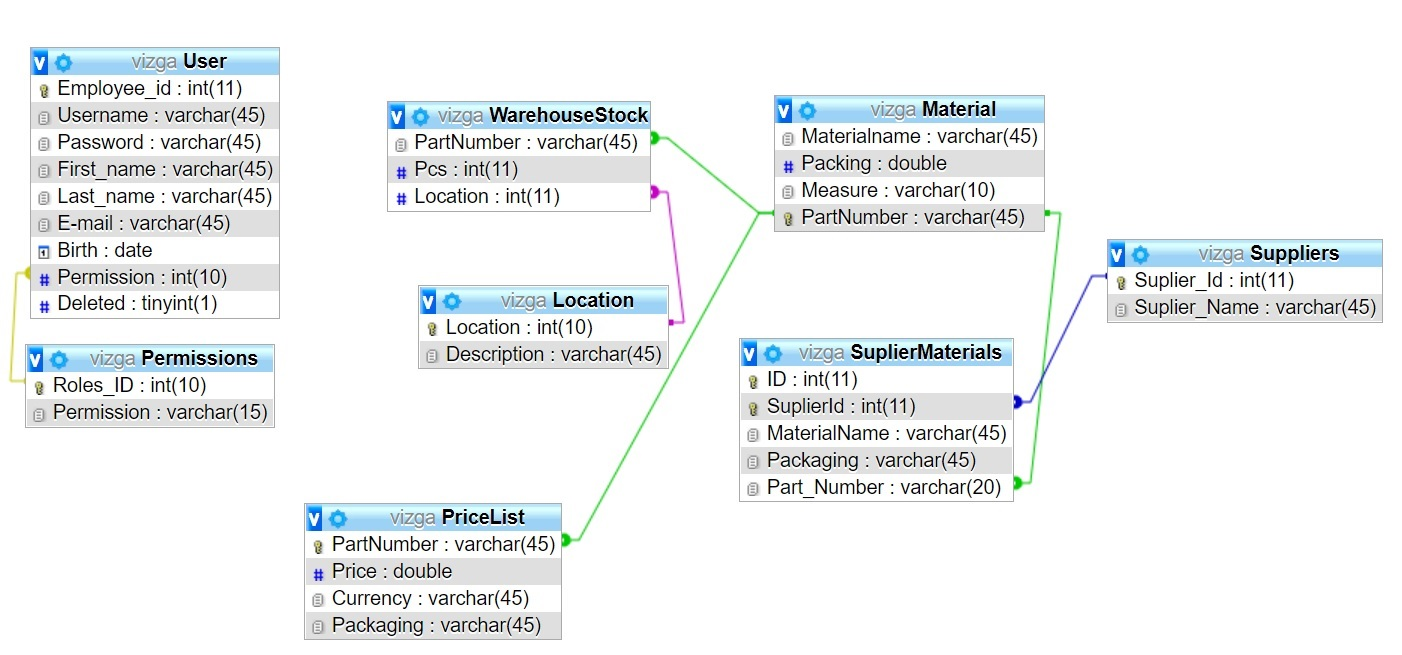 vizga User
Employee_id : int(11)
Username : varchar(45)
Password : varchar(45)
First_name : varchar(45)
Last_name : varchar(45)
E-mail : varchar(45)
Birth : date
Permission : int(10)
Deleted : tinyint(1)
vizga Permissions
Roles_ID : int(10)
Permission : varchar(15)
vizga WarehouseStock
PartNumber : varchar(45)
Pcs : int(11)
Location : int(11)
vizga Location
Location : int(10)
Description : varchar(45)
vizga PriceList
PartNumber : varchar(45)
Price : double
Currency : varchar(45)
Packaging : varchar(45)
vizga Material
Materialname : varchar(45)
Packing : double
Measure : varchar(10)
PartNumber : varchar(45)
vizga SuplierMaterials
ID : int(11)
SuplierId : int(11)
MaterialName : varchar(45)
Packaging : varchar(45)
Part_Number : varchar(20)
vizga Suppliers
Suplier_Id : int(11)
Suplier_Name : varchar(45)